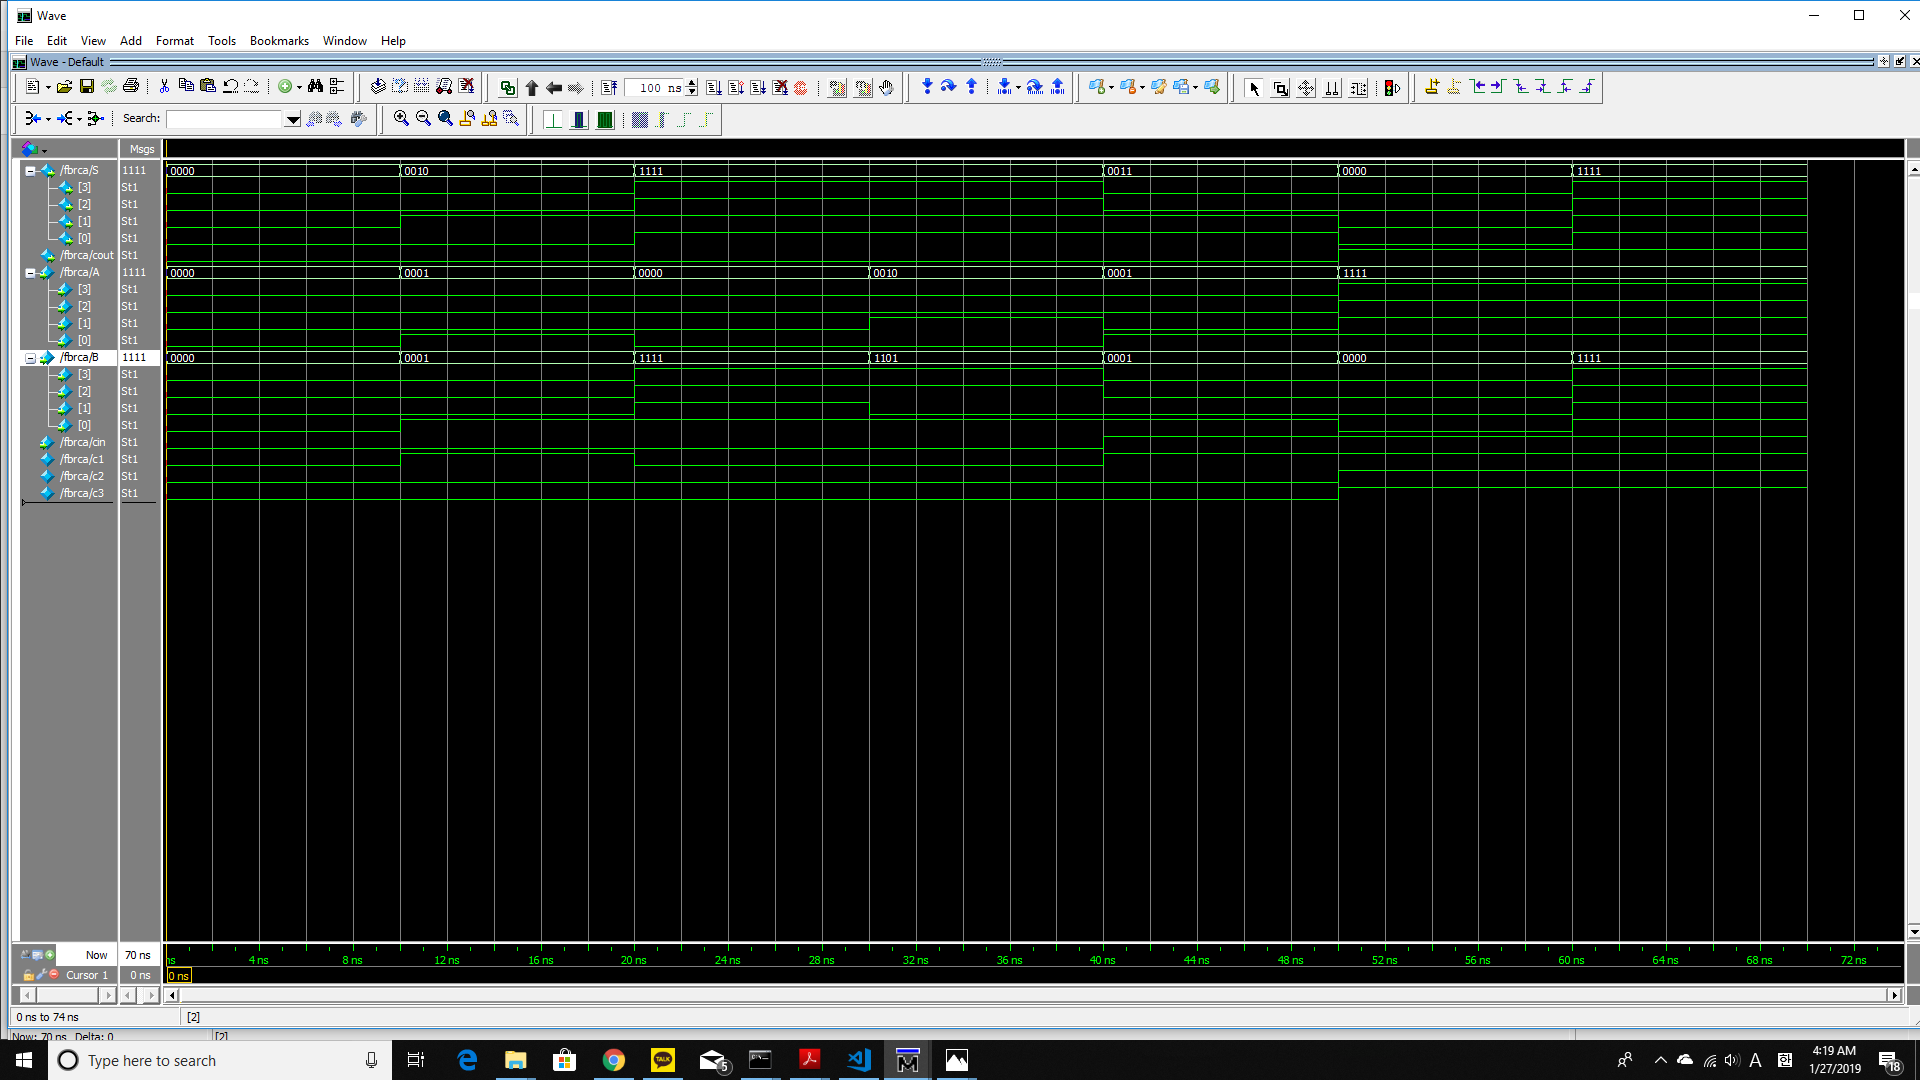 Wave
File Edit View Add Format Tools Bookmarks Window Help
Wave - Default
100 ns
Search:
Msgs
/fbrca/S 1111 0000 0010 1111 0011 0000 1111
[3] St1
[2] St1
[1] St1
[0] St1
/fbrca/cout St1
/fbrca/A 1111 0000 0001 0000 0010 0001 1111
[3] St1
[2] St1
[1] St1
[0] St1
/fbrca/B 1111 0000 0001 1111 1101 0001 0000 1111
[3] St1
[2] St1
[1] St1
[0] St1
/fbrca/cin St1
/fbrca/c1 St1
/fbrca/c2 St1
/fbrca/c3 St1
Now 70 ns ns 4 ns 8 ns 12 ns 16 ns 20 ns 24 ns 28 ns 32 ns 36 ns 40 ns 44 ns 48 ns 52 ns 56 ns 60 ns 64 ns 68 ns 72 ns
Cursor 1 0 ns 0 ns
0 ns to 74 ns [2]
Now: 70 ns Delta: 0 [2]
Type here to search TALK 5 A 한 4:19 AM
1/27/2019 18